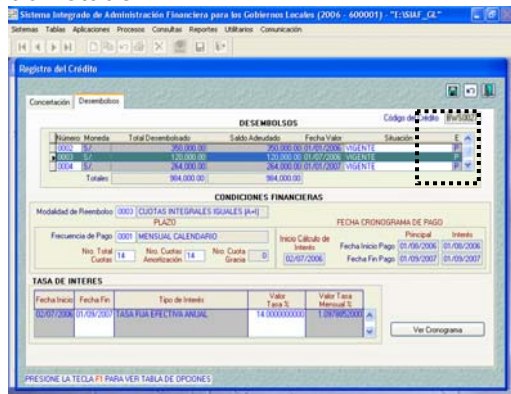 Sistema Integrado de Administración Financiera para los Gobiernos Locales (2006 - 600001) - "E:\SIAF_GL"
Sistemas Tablas Aplicaciones Procesos Consultas Reportes Utilitarios Comunicación
Registro del Crédito
Concertación Desembolsos
DESEMBOLSOS
Código del Crédito
Número Moneda Total Desembolsado Saldo Adeudado Fecha Valor Situación E
0002 S/. 350,000.00 350,000.00 01/01/2006 VIGENTE P
0003 S/. 120,000.00 120,000.00 01/07/2006 VIGENTE P
0004 S/. 264,000.00 264,000.00 01/01/2007 VIGENTE P
Totales 984,000.00 984,000.00
CONDICIONES FINANCIERAS
Modalidad de Reembolso 0003 CUOTAS INTEGRALES IGUALES (A+I)
PLAZO
FECHA CRONOGRAMA DE PAGO
Frecuencia de Pago 0001 MENSUAL CALENDARIO
Principal Interés
Inicio Cálculo de Interés 02/07/2006
Fecha Inicio Pago 01/08/2006 01/08/2006
Nro. Total Cuotas 14 Nro. Cuotas Amortización 14 Nro. Cuota Gracia 0
Fecha Fin Pago 01/09/2007 01/09/2007
TASA DE INTERES
Fecha Inicio Fecha Fin Tipo de Interés Valor Tasa % Valor Tasa Mensual %
02/07/2006 01/09/2007 TASA FIJA EFECTIVA ANUAL 14.0000000000 1.0978852000
Ver Cronograma
PRESIONE LA TECLA F1 PARA VER TABLA DE OPCIONES